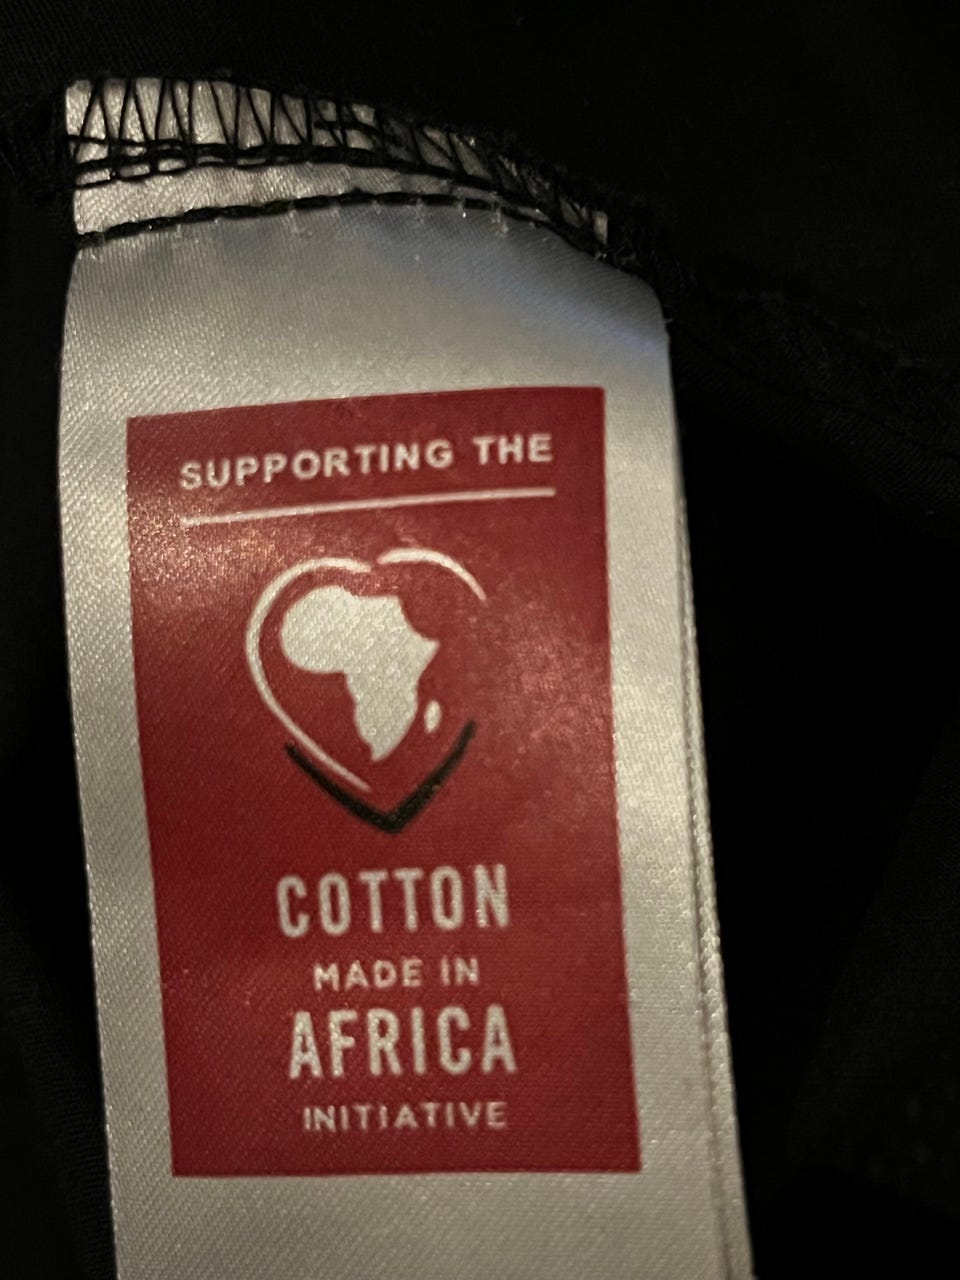 SUPPORTING THE
COTTON
MADE IN
AFRICA
INITIATIVE